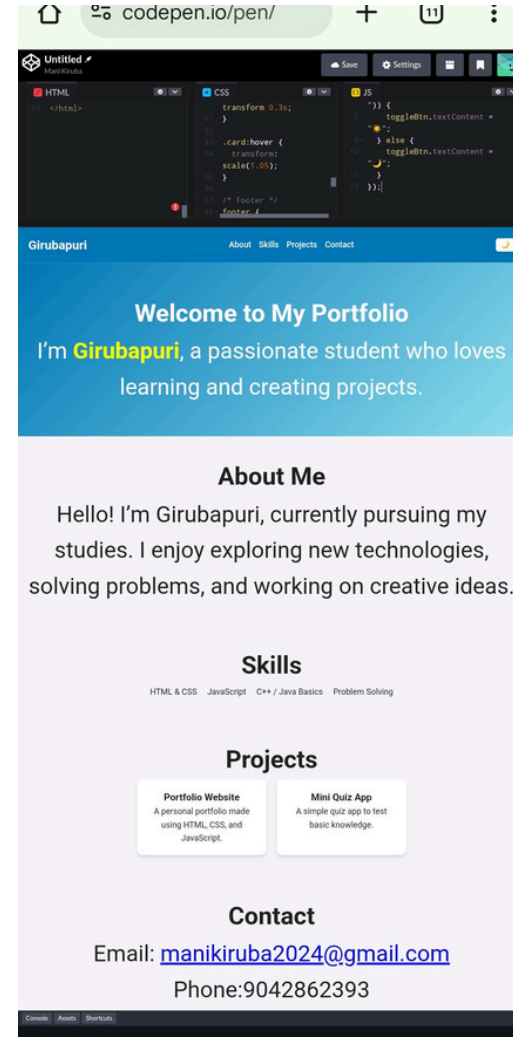 codepen.io/pen/
11
Untitled
Mani Kiruba
Save
Settings
HTML
</html>
CSS
transform 0.3s;
91 }
92
.card:hover {
transform:
scale(1.05);
95 }
/* Footer */
footer {
JS
")) {
toggleBtn.textContent =
"☀️";
} else {
toggleBtn.textContent =
"🌙";
}
});
Girubapuri
About Skills Projects Contact
Welcome to My Portfolio
I’m Girubapuri, a passionate student who loves
learning and creating projects.
About Me
Hello! I’m Girubapuri, currently pursuing my
studies. I enjoy exploring new technologies,
solving problems, and working on creative ideas.
Skills
HTML & CSS JavaScript C++ / Java Basics Problem Solving
Projects
Portfolio Website
A personal portfolio made
using HTML, CSS, and
JavaScript.
Mini Quiz App
A simple quiz app to test
basic knowledge.
Contact
Email: manikiruba2024@gmail.com
Phone:9042862393
Console Assets Shortcuts